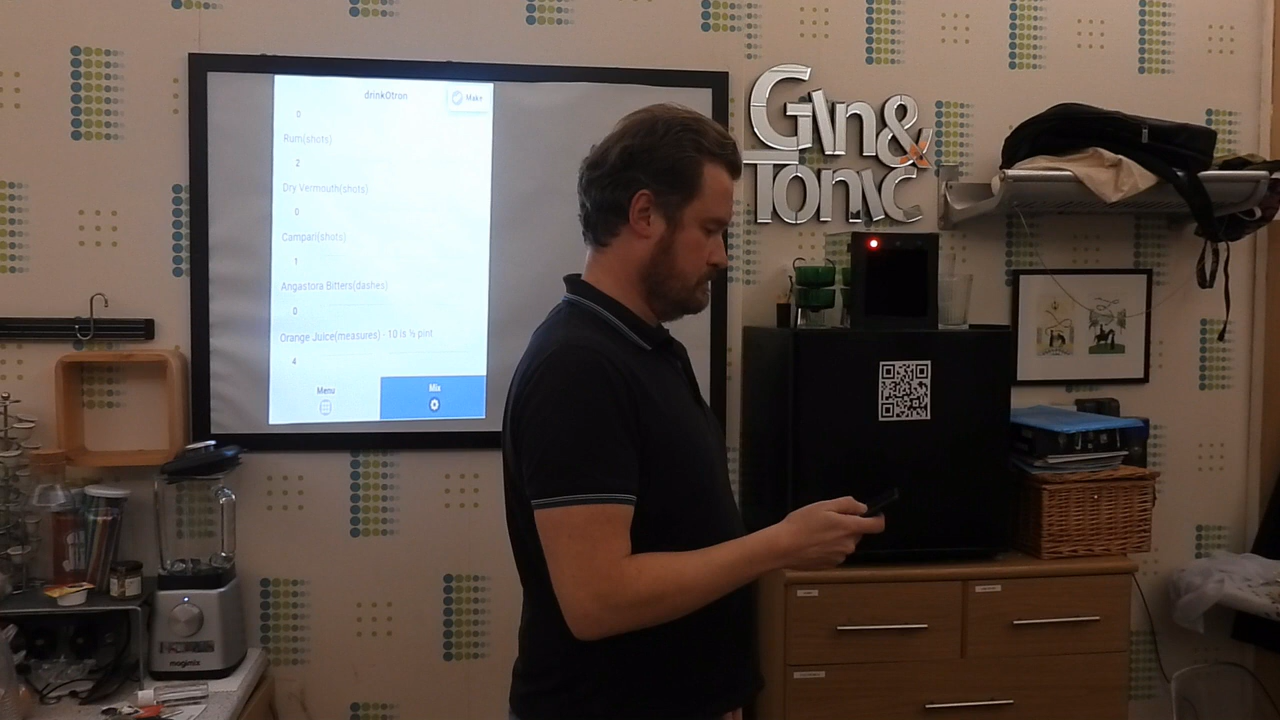 drinkOtron
Make
0
Rum(shots)
2
Dry Vermouth(shots)
0
Campari(shots)
1
Angastora Bitters(dashes)
0
Orange Juice(measures) - 10 is ½ pint
4
Menu
Mix
Gin&
Tonic
magimix